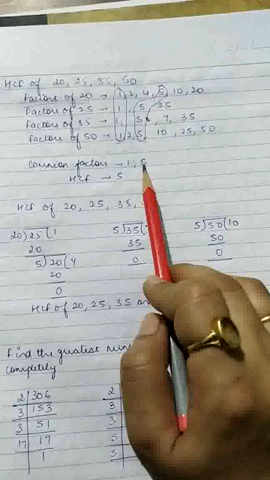 HCF of 20, 25, 35, 50
Factors of 20 → 1, 2, 4, 5, 10, 20
Factors of 25 → 1, 5, 25
Factors of 35 → 1, 5, 7, 35
Factors of 50 → 1, 2, 5, 10, 25, 50
Common factors → 1, 5
HCF → 5
HCF of 20, 25, 35,
20) 25 (1 5) 35 ( 5) 50 (10
20 35 50
5) 20 (4 0 0
20
0
HCF of 20, 25, 35
Find the greatest
completely
2 306 2
3 153 3
3 51 3
17 17 5
1 5